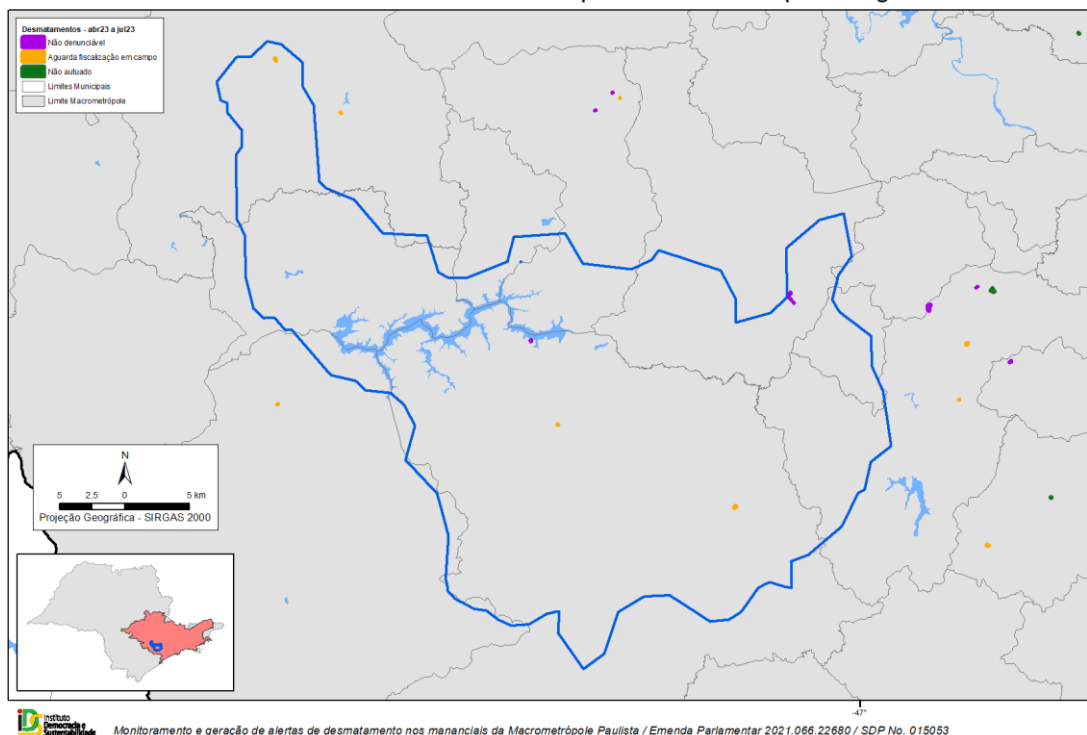 Desmatamentos - abr23 a jul23
Não denunciável
Aguarda fiscalização em campo
Não autuado
Limites Municipais
Limite Macrometrópole
N
5 2,5 0 5 km
Projeção Geográfica - SIRGAS 2000
-47°
iDS Instituto
Democracia e
Sustentabilidade
Monitoramento e geração de alertas de desmatamento nos mananciais da Macrometrópole Paulista / Emenda Parlamentar 2021.066.22680 / SDP No. 015053